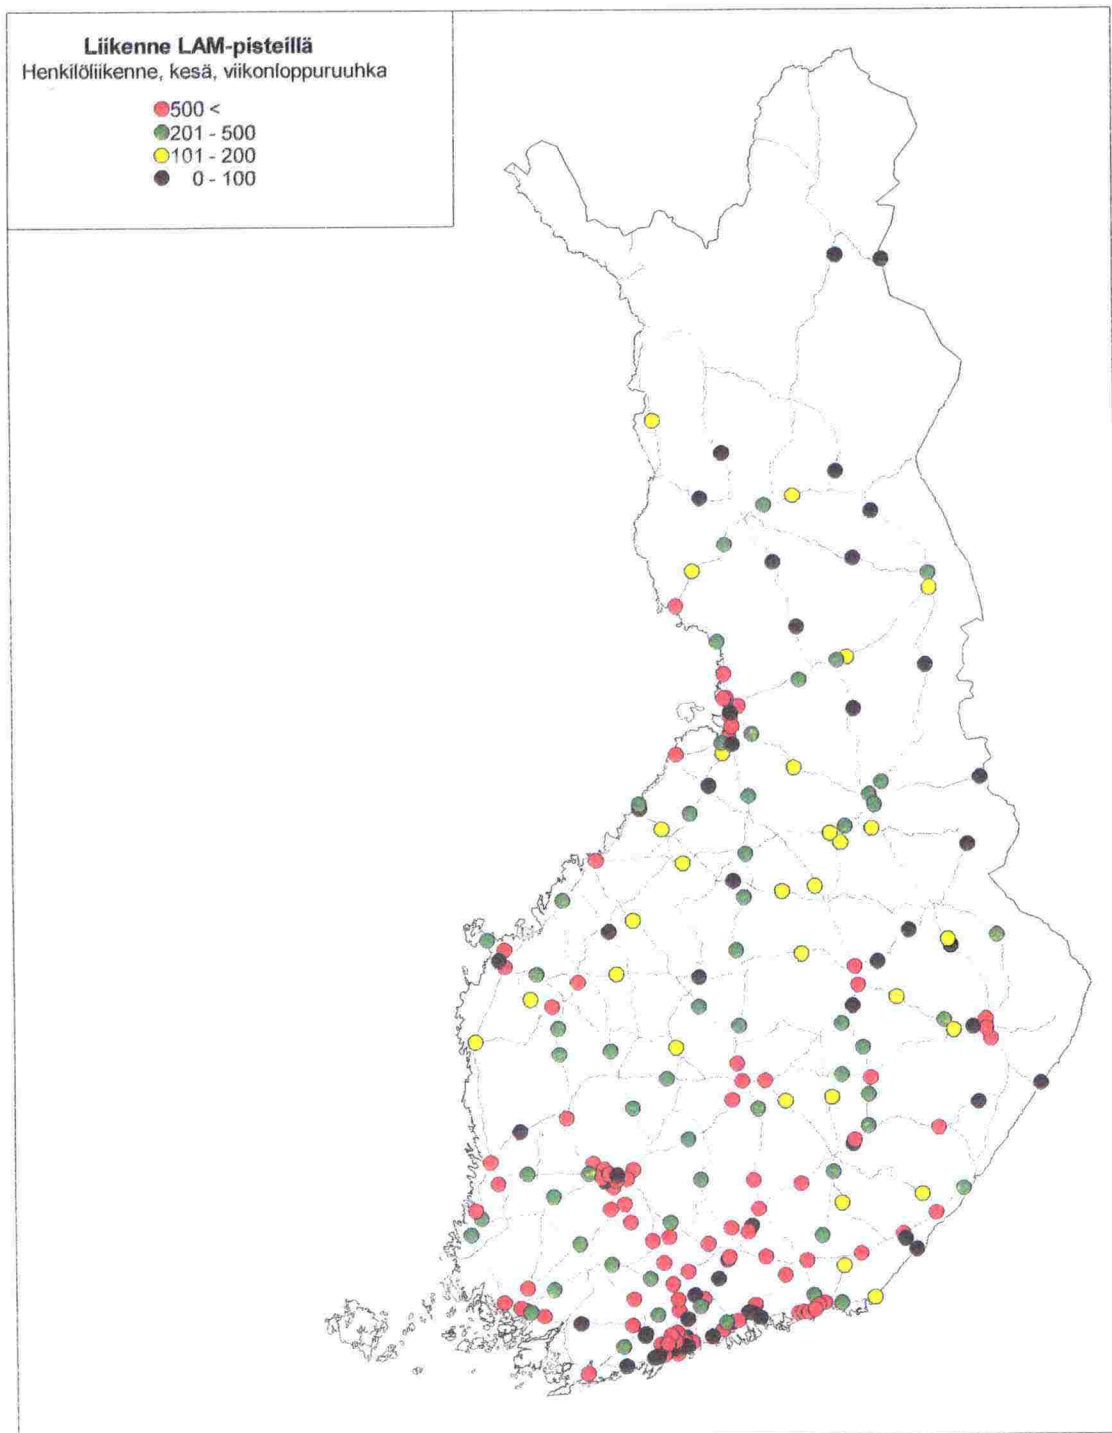 Liikenne LAM-pisteillä
Henkilöliikenne, kesä, viikonloppuruuhka
500 <
201 - 500
101 - 200
0 - 100